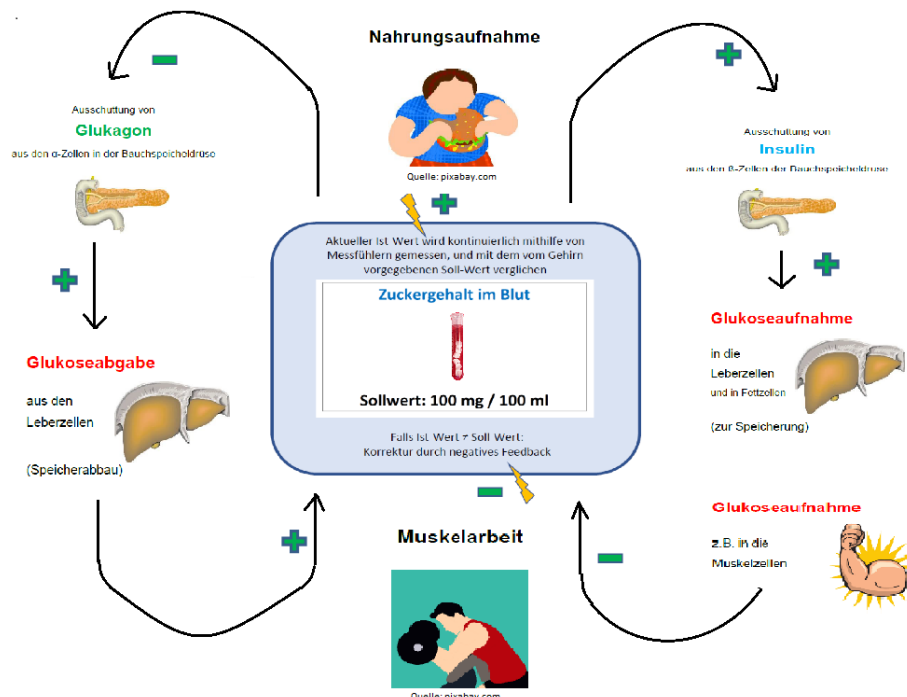 Nahrungsaufnahme
Quelle: pixabay.com
Ausschuttung von
Glukagon
aus den α-Zellen in der Bauchspeicheldrüse
Glukoseabgabe
aus den
Leberzellen
(Speicherabbau)
Aktueller Ist Wert wird kontinuierlich mithilfe von
Messfühlern gemessen, und mit dem vom Gehirn
vorgegebenen Soll-Wert verglichen
Zuckergehalt im Blut
Sollwert: 100 mg / 100 ml
Falls Ist Wert ≠ Soll Wert:
Korrektur durch negatives Feedback
Muskelarbeit
Quelle: pixabay.com
Ausschuttung von
Insulin
aus den ß-Zellen der Bauchspeicheldrüse
Glukoseaufnahme
in die
Leberzellen
und in Fettzellen
(zur Speicherung)
Glukoseaufnahme
z.B. in die
Muskelzellen